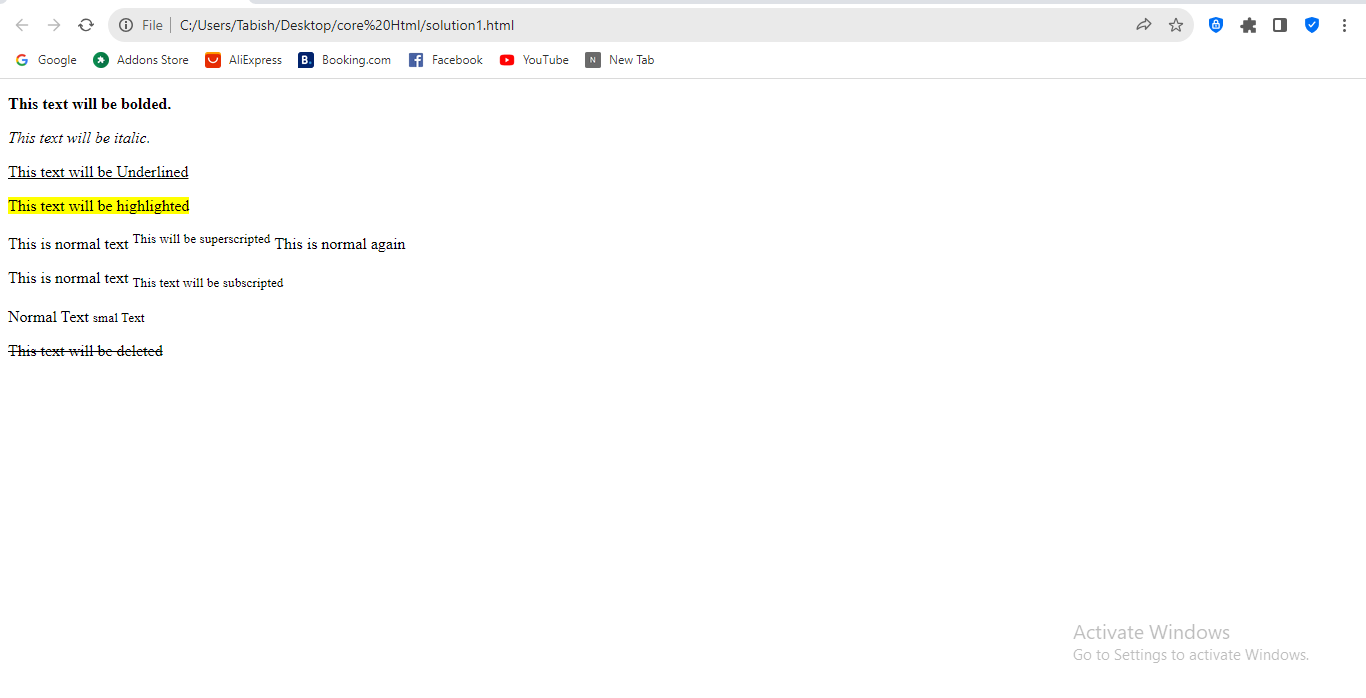 File C:/Users/Tabish/Desktop/core%20Html/solution1.html
Google Addons Store AliExpress B. Booking.com Facebook YouTube N New Tab
This text will be bolded.
This text will be italic.
This text will be Underlined
This text will be highlighted
This is normal text This will be superscripted This is normal again
This is normal text This text will be subscripted
Normal Text smal Text
This text will be deleted
Activate Windows
Go to Settings to activate Windows.